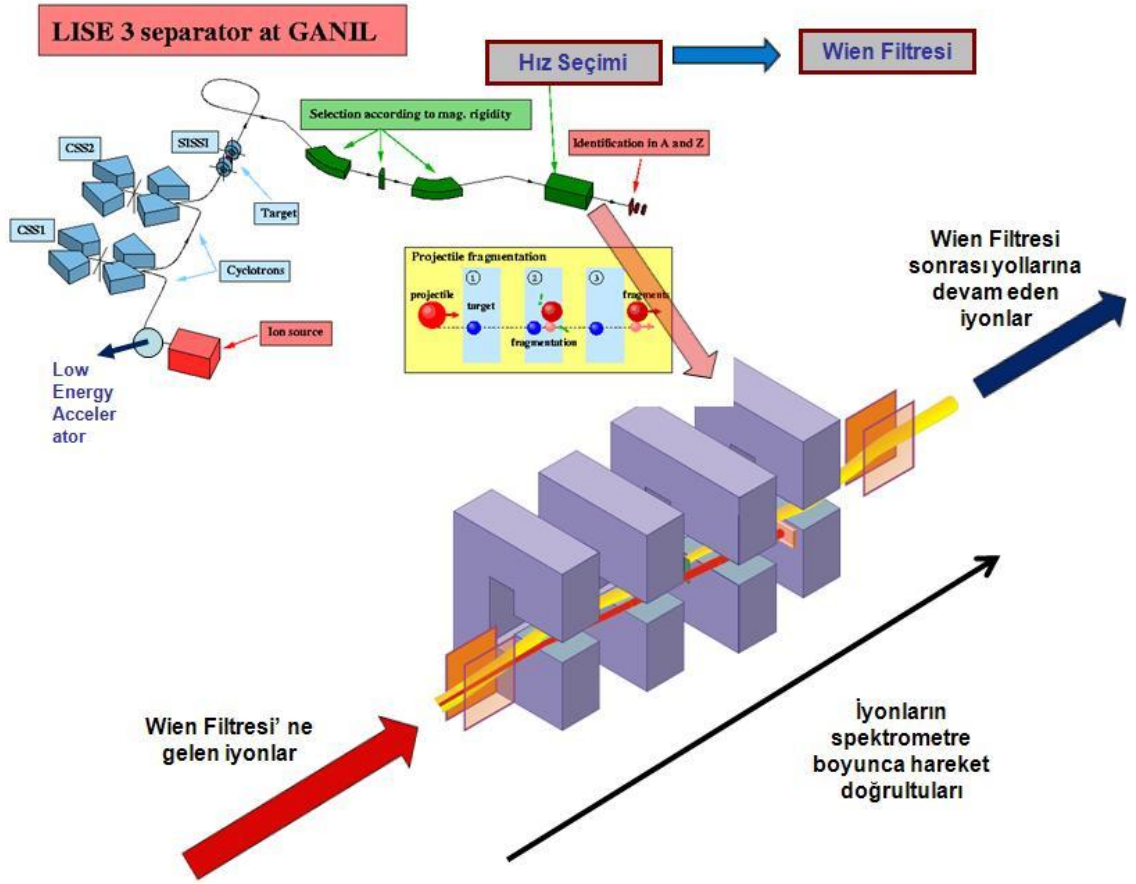 LISE 3 separator at GANIL
Hız Seçimi
Wien Filtresi
Selection according to mag. rigidity
CSS2
SISSI
Identification in A and Z
Target
CSS1
Cyclotrons
Ion source
Low
Energy
Acceler
ator
Projectile fragmentation
1
2
3
projectile
target
fragments
fragmentation
Wien Filtresi
sonrası yollarına
devam eden
iyonlar
Wien Filtresi' ne
gelen iyonlar
İyonların
spektrometre
boyunca hareket
doğrultuları